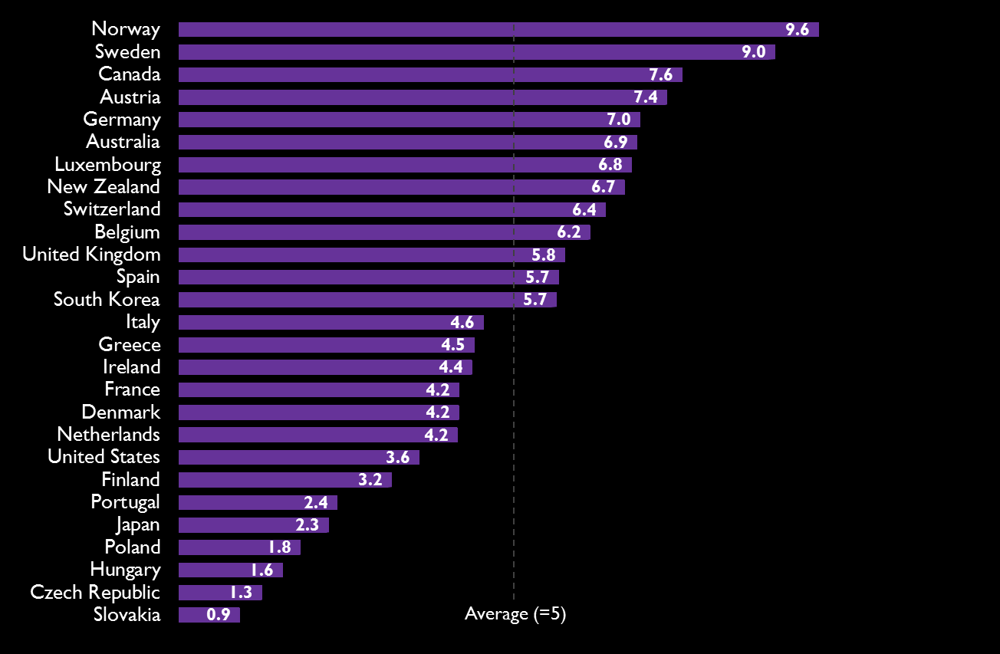 Norway 9.6
Sweden 9.0
Canada 7.6
Austria 7.4
Germany 7.0
Australia 6.9
Luxembourg 6.8
New Zealand 6.7
Switzerland 6.4
Belgium 6.2
United Kingdom 5.8
Spain 5.7
South Korea 5.7
Italy 4.6
Greece 4.5
Ireland 4.4
France 4.2
Denmark 4.2
Netherlands 4.2
United States 3.6
Finland 3.2
Portugal 2.4
Japan 2.3
Poland 1.8
Hungary 1.6
Czech Republic 1.3
Slovakia 0.9
Average (=5)